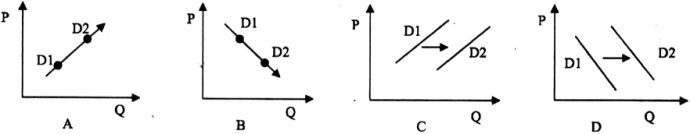 P D1 D2 Q A
P D1 D2 Q B
P D1 D2 Q C
P D1 D2 Q D